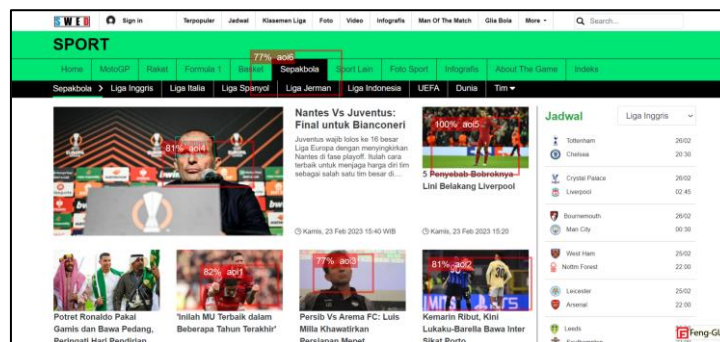 SWED Sign in Terpopuler Jadwal Klasemen Liga Foto Video Infografis Man Of The Match Gila Bola More Search...
SPORT
77% aoi6
Home MotoGP Raket Formula 1 Basket Sepakbola Sport Lain Foto Sport Infografis About The Game Indeks
Sepakbola > Liga Inggris Liga Italia Liga Spanyol Liga Jerman Liga Indonesia UEFA Dunia Tim
81% aoi4
Nantes Vs Juventus:
Final untuk Bianconeri
Juventus wajib lolos ke 16 besar
Liga Europa dengan menyingkirkan
Nantes di fase playoff. Itulah cara
terbaik untuk menjaga harga diri tim
sebagai salah satu tim besar di....
Kamis, 23 Feb 2023 15:40 WIB
100% aoi5
5 Penyebab Bobroknya
Lini Belakang Liverpool
Kamis, 23 Feb 2023 15:20
Jadwal Liga Inggris
Tottenham 26/02
Chelsea 20:30
Crystal Palace 26/02
Liverpool 02:45
Bournemouth 26/02
Man City 00:30
West Ham 25/02
Nottm Forest 22:00
Leicester 25/02
Arsenal 22:00
Leeds
Southampton
Potret Ronaldo Pakai
Gamis dan Bawa Pedang,
Peringati Hari Pendirian
82% aoi1
'Inilah MU Terbaik dalam
Beberapa Tahun Terakhir'
77% aoi3
Persib Vs Arema FC: Luis
Milla Khawatirkan
Persiapan Mepet
81% aoi2
Kemarin Ribut, Kini
Lukaku-Barella Bawa Inter
Sikat Porto